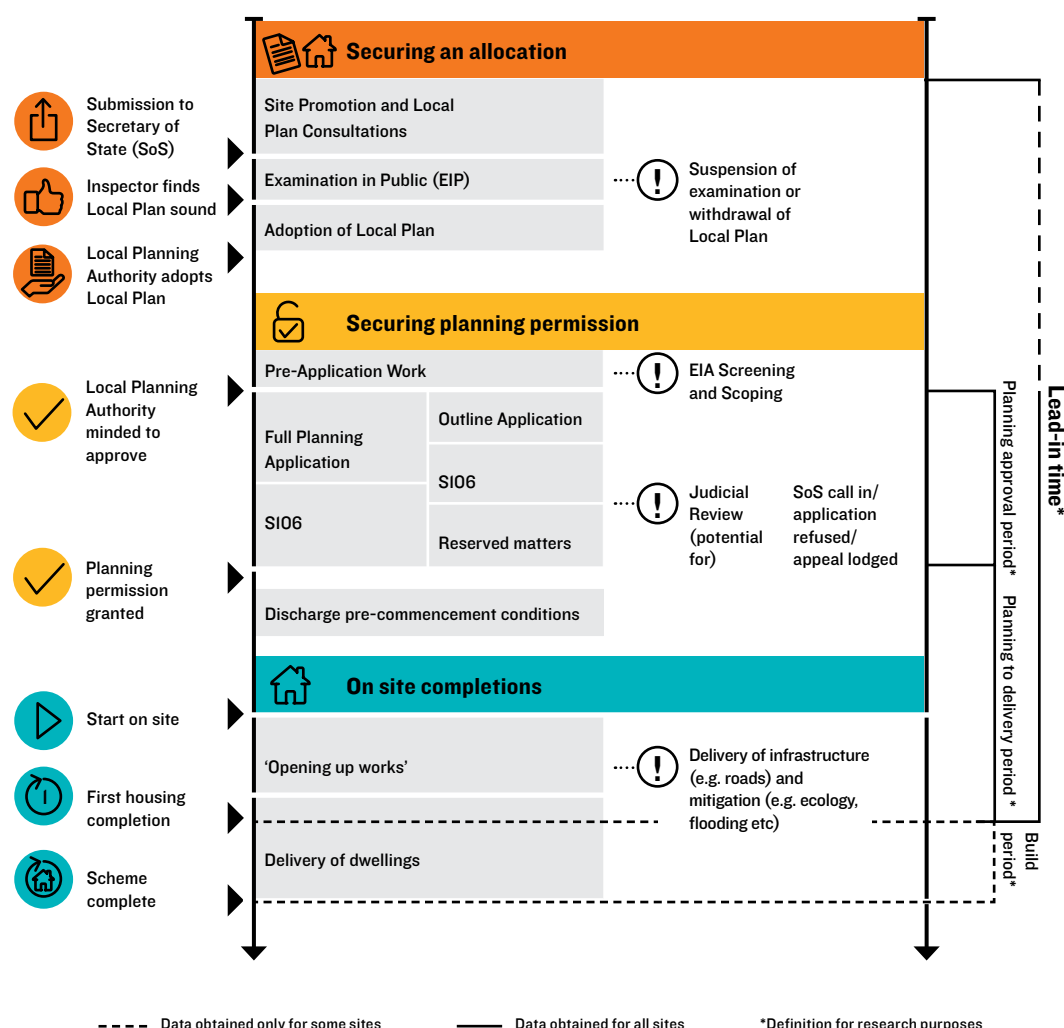 Securing an allocation
Submission to
Secretary of
State (SoS)
Site Promotion and Local
Plan Consultations
Inspector finds
Local Plan sound
Examination in Public (EIP)
!
Suspension of
examination or
withdrawal of
Local Plan
Adoption of Local Plan
Local Planning
Authority adopts
Local Plan
Securing planning permission
Pre-Application Work
!
EIA Screening
and Scoping
Local Planning
Authority
minded to
approve
Full Planning
Application
Outline Application
S106
S106
Reserved matters
!
Judicial
Review
(potential
for)
SoS call in/
application
refused/
appeal lodged
Planning
permission
granted
Discharge pre-commencement conditions
On site completions
Start on site
'Opening up works'
!
Delivery of infrastructure
(e.g. roads) and
mitigation (e.g. ecology,
flooding etc)
First housing
completion
Delivery of dwellings
Scheme
complete
Lead-in time*
Planning approval period*
Planning to delivery period *
Build
period*
Data obtained only for some sites
Data obtained for all sites
*Definition for research purposes